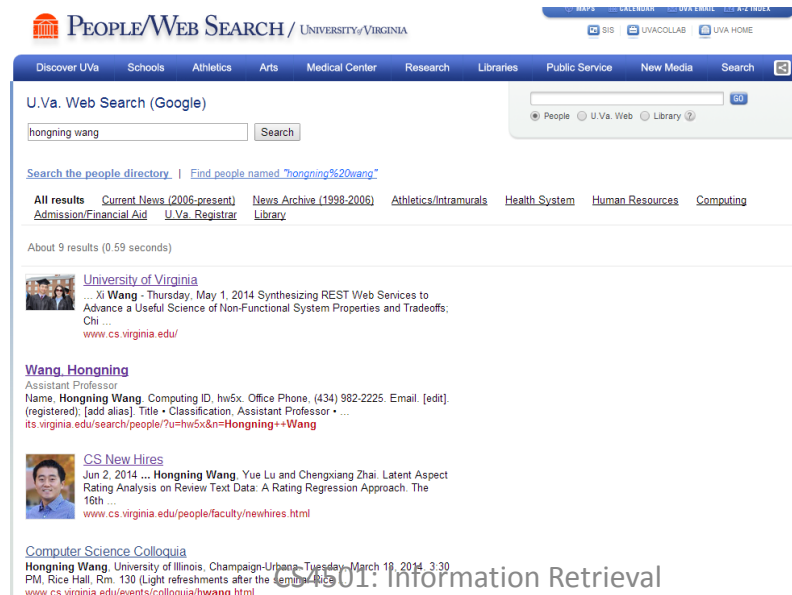 MAPS CALENDAR UVA EMAIL A-Z INDEX
PEOPLE/WEB SEARCH / UNIVERSITY of VIRGINIA
SIS UVACOLLAB UVA HOME
Discover UVa Schools Athletics Arts Medical Center Research Libraries Public Service New Media Search
U.Va. Web Search (Google)
GO
People U.Va. Web Library ?
hongning wang Search
Search the people directory | Find people named "hongning%20wang"
All results Current News (2006-present) News Archive (1998-2006) Athletics/Intramurals Health System Human Resources Computing
Admission/Financial Aid U.Va. Registrar Library
About 9 results (0.59 seconds)
University of Virginia
... Xi Wang - Thursday, May 1, 2014 Synthesizing REST Web Services to
Advance a Useful Science of Non-Functional System Properties and Tradeoffs;
Chi ...
www.cs.virginia.edu/
Wang, Hongning
Assistant Professor
Name, Hongning Wang. Computing ID, hw5x. Office Phone, (434) 982-2225. Email. [edit].
(registered); [add alias]. Title • Classification, Assistant Professor • ...
its.virginia.edu/search/people/?u=hw5x&n=Hongning++Wang
CS New Hires
Jun 2, 2014 ... Hongning Wang, Yue Lu and Chengxiang Zhai. Latent Aspect
Rating Analysis on Review Text Data: A Rating Regression Approach. The
16th ...
www.cs.virginia.edu/people/faculty/newhires.html
Computer Science Colloquia
Hongning Wang, University of Illinois, Champaign-Urbana Tuesday, March 18, 2014. 3:30
PM, Rice Hall, Rm. 130 (Light refreshments after the seminar Rice
www.cs.virginia.edu/events/colloquia/hwang.html
CS4501: Information Retrieval